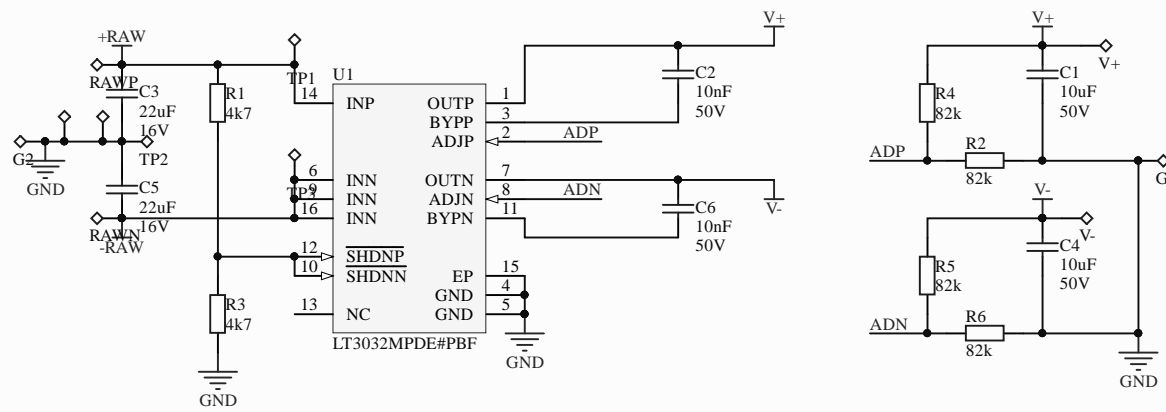 +RAW
RAWP
C3
22uF
16V
G2
GND
TP2
C5
22uF
16V
RAWN
-RAW
R1
4k7
R3
4k7
GND
TP1
TP3
U1
14 INP
6 INN
9 INN
16 INN
12 SHDNP
10 SHDNN
13 NC
OUTP 1
BYPP 3
ADJP 2
OUTN 7
ADJN 8
BYPN 11
EP 15
GND 4
GND 5
LT3032MPDE#PBF
ADP
ADN
GND
V+
C2
10nF
50V
V-
C6
10nF
50V
V+
V+
R4
82k
C1
10uF
50V
ADP
R2
82k
G
V-
V-
R5
82k
C4
10uF
50V
ADN
R6
82k
GND